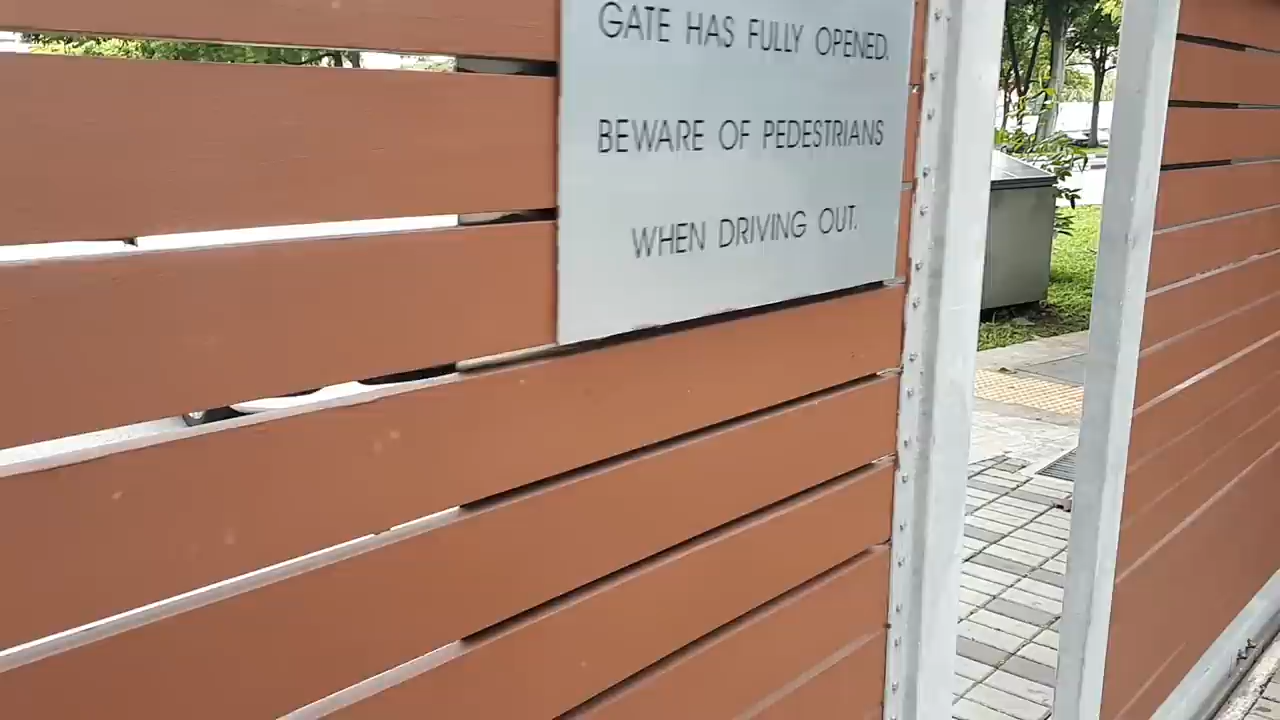 GATE HAS FULLY OPENED.
BEWARE OF PEDESTRIANS
WHEN DRIVING OUT.